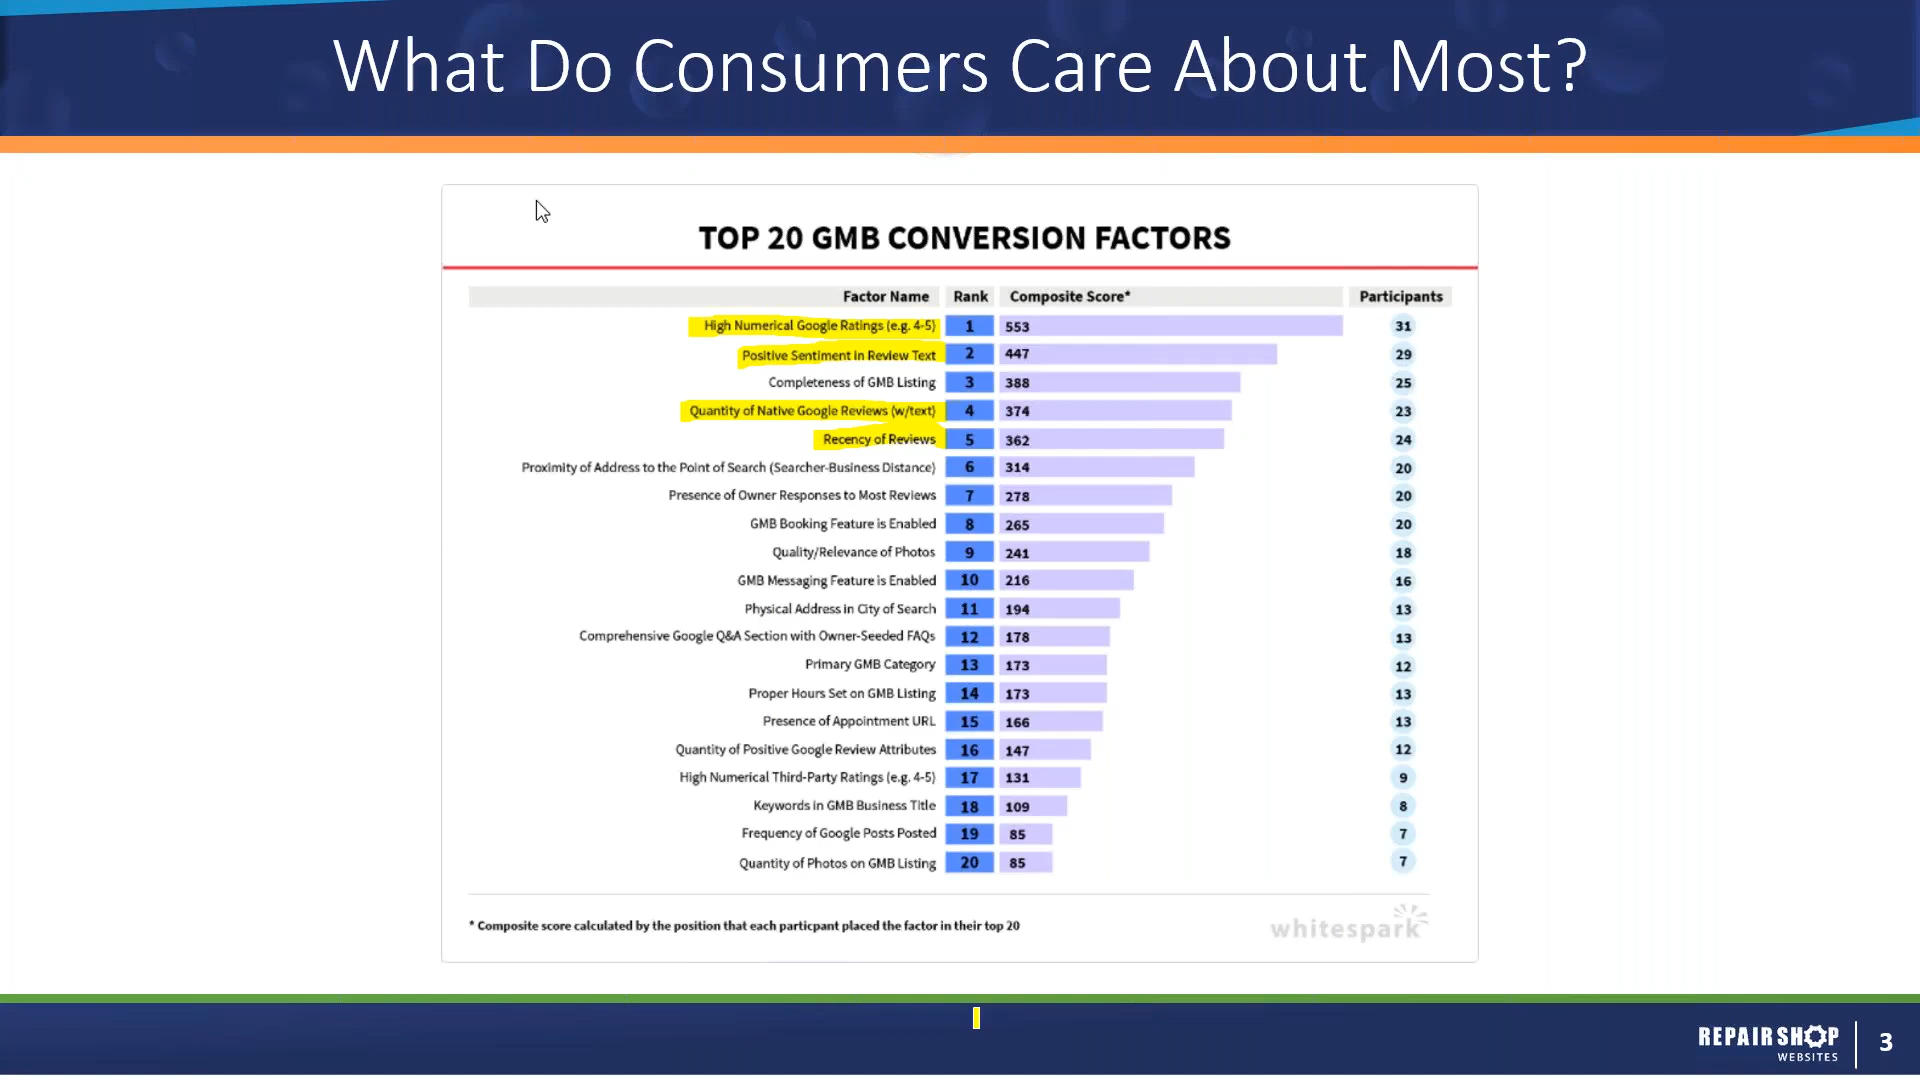 What Do Consumers Care About Most?
TOP 20 GMB CONVERSION FACTORS
Factor Name Rank Composite Score* Participants
High Numerical Google Ratings (e.g. 4-5) 1 553 31
Positive Sentiment in Review Text 2 447 29
Completeness of GMB Listing 3 388 25
Quantity of Native Google Reviews (w/text) 4 374 23
Recency of Reviews 5 362 24
Proximity of Address to the Point of Search (Searcher-Business Distance) 6 314 20
Presence of Owner Responses to Most Reviews 7 278 20
GMB Booking Feature is Enabled 8 265 20
Quality/Relevance of Photos 9 241 18
GMB Messaging Feature is Enabled 10 216 16
Physical Address in City of Search 11 194 13
Comprehensive Google Q&A Section with Owner-Seeded FAQs 12 178 13
Primary GMB Category 13 173 12
Proper Hours Set on GMB Listing 14 173 13
Presence of Appointment URL 15 166 13
Quantity of Positive Google Review Attributes 16 147 12
High Numerical Third-Party Ratings (e.g. 4-5) 17 131 9
Keywords in GMB Business Title 18 109 8
Frequency of Google Posts Posted 19 85 7
Quantity of Photos on GMB Listing 20 85 7
* Composite score calculated by the position that each particpant placed the factor in their top 20
whitespark
REPAIR SHOP
WEBSITES
3